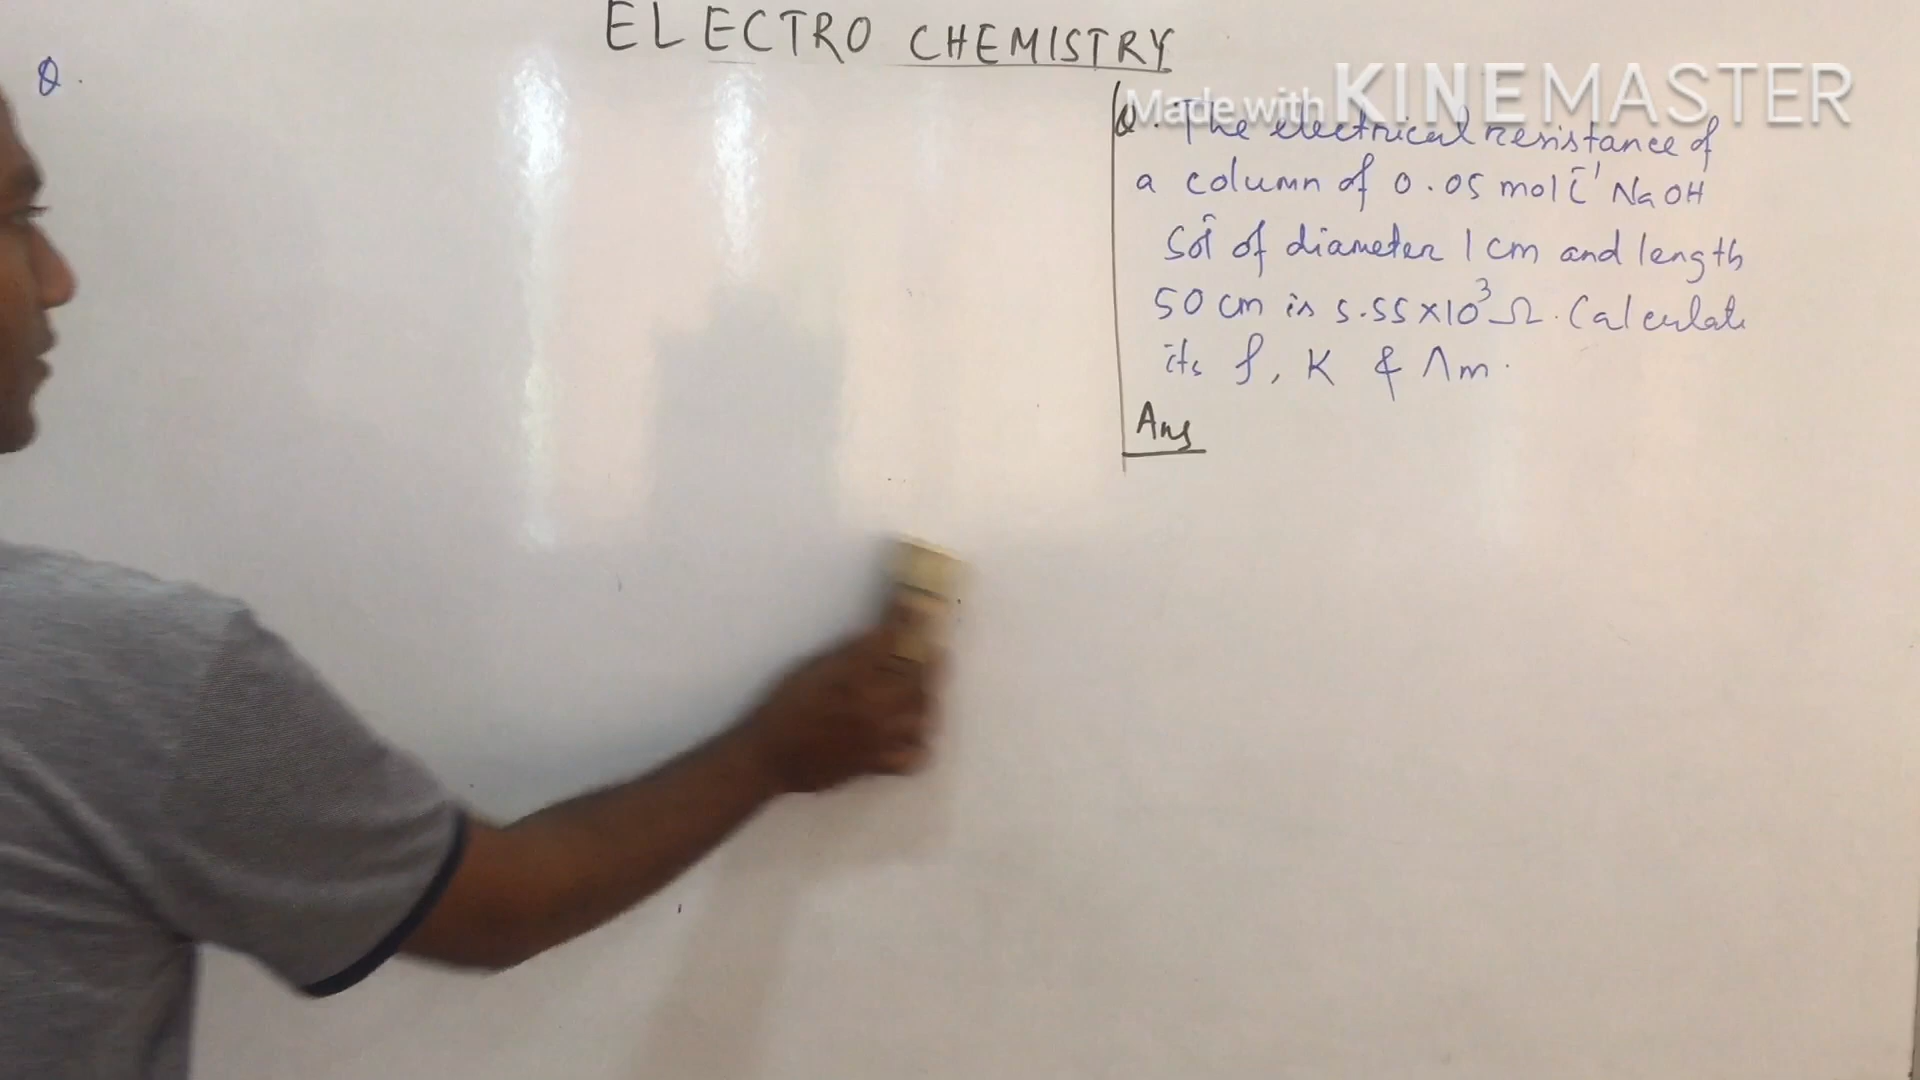 ELECTRO CHEMISTRY
Q.
Made with KINEMASTER
Q. The electrical resistance of
a column of 0.05 mol L⁻¹ NaOH
Solⁿ of diameter 1 cm and length
50 cm is 5.55×10³ Ω. Calculate
its ρ, K & Λm.
Ans